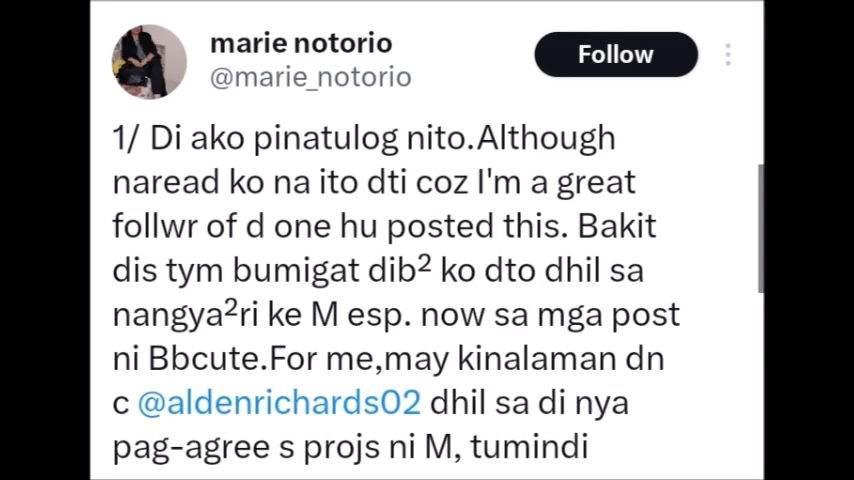 marie notorio
Follow
@marie_notorio
1/ Di ako pinatulog nito.Although
naread ko na ito dti coz I'm a great
follwr of d one hu posted this. Bakit
dis tym bumigat dib² ko dto dhil sa
nangya²ri ke M esp. now sa mga post
ni Bbcute.For me,may kinalaman dn
c @aldenrichards02 dhil sa di nya
pag-agree s projs ni M, tumindi